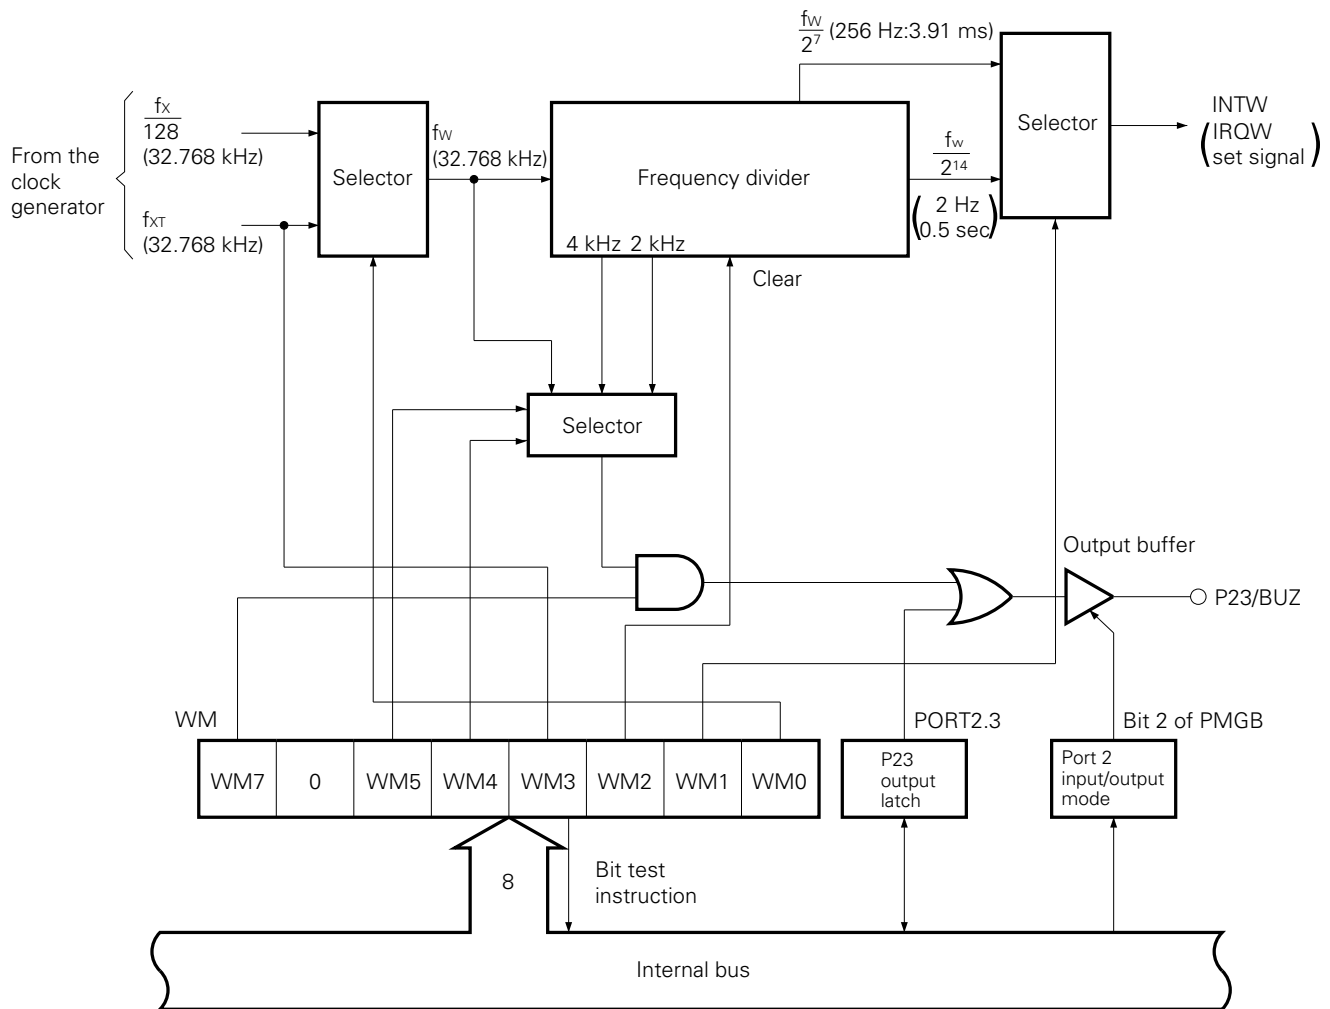 fW
2⁷ (256 Hz:3.91 ms)
Selector
INTW
IRQW
set signal
From the
clock
generator
fX
128
(32.768 kHz)
fXT
(32.768 kHz)
Selector
fW
(32.768 kHz)
Frequency divider
4 kHz 2 kHz
fW
2¹⁴
2 Hz
0.5 sec
Clear
Selector
Output buffer
P23/BUZ
WM
PORT2.3
Bit 2 of PMGB
WM7 0 WM5 WM4 WM3 WM2 WM1 WM0
P23
output
latch
Port 2
input/output
mode
8
Bit test
instruction
Internal bus